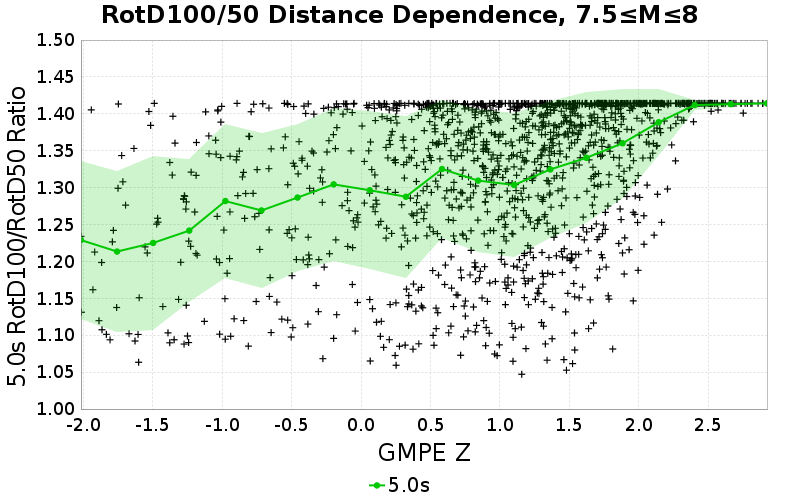 RotD100/50 Distance Dependence, 7.5≤M≤8
5.0s RotD100/RotD50 Ratio
1.50
1.45
1.40
1.35
1.30
1.25
1.20
1.15
1.10
1.05
1.00
-2.0 -1.5 -1.0 -0.5 0.0 0.5 1.0 1.5 2.0 2.5
GMPE Z
5.0s